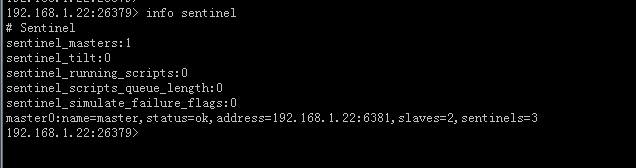 192.168.1.22:26379> info sentinel
# Sentinel
sentinel_masters:1
sentinel_tilt:0
sentinel_running_scripts:0
sentinel_scripts_queue_length:0
sentinel_simulate_failure_flags:0
master0:name=master,status=ok,address=192.168.1.22:6381,slaves=2,sentinels=3
192.168.1.22:26379>